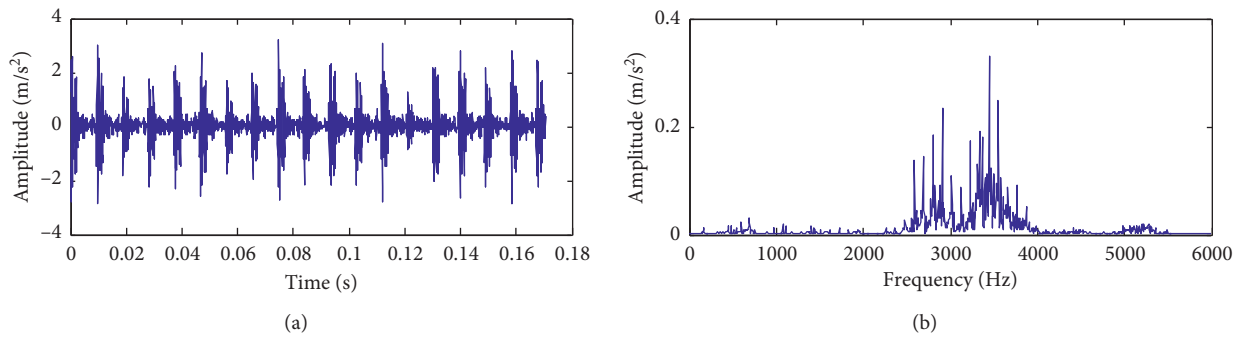 4
2
0
−2
−4
Amplitude (m/s²)
0 0.02 0.04 0.06 0.08 0.1 0.12 0.14 0.16 0.18
Time (s)
(a)
0.4
0.2
0
Amplitude (m/s²)
0 1000 2000 3000 4000 5000 6000
Frequency (Hz)
(b)